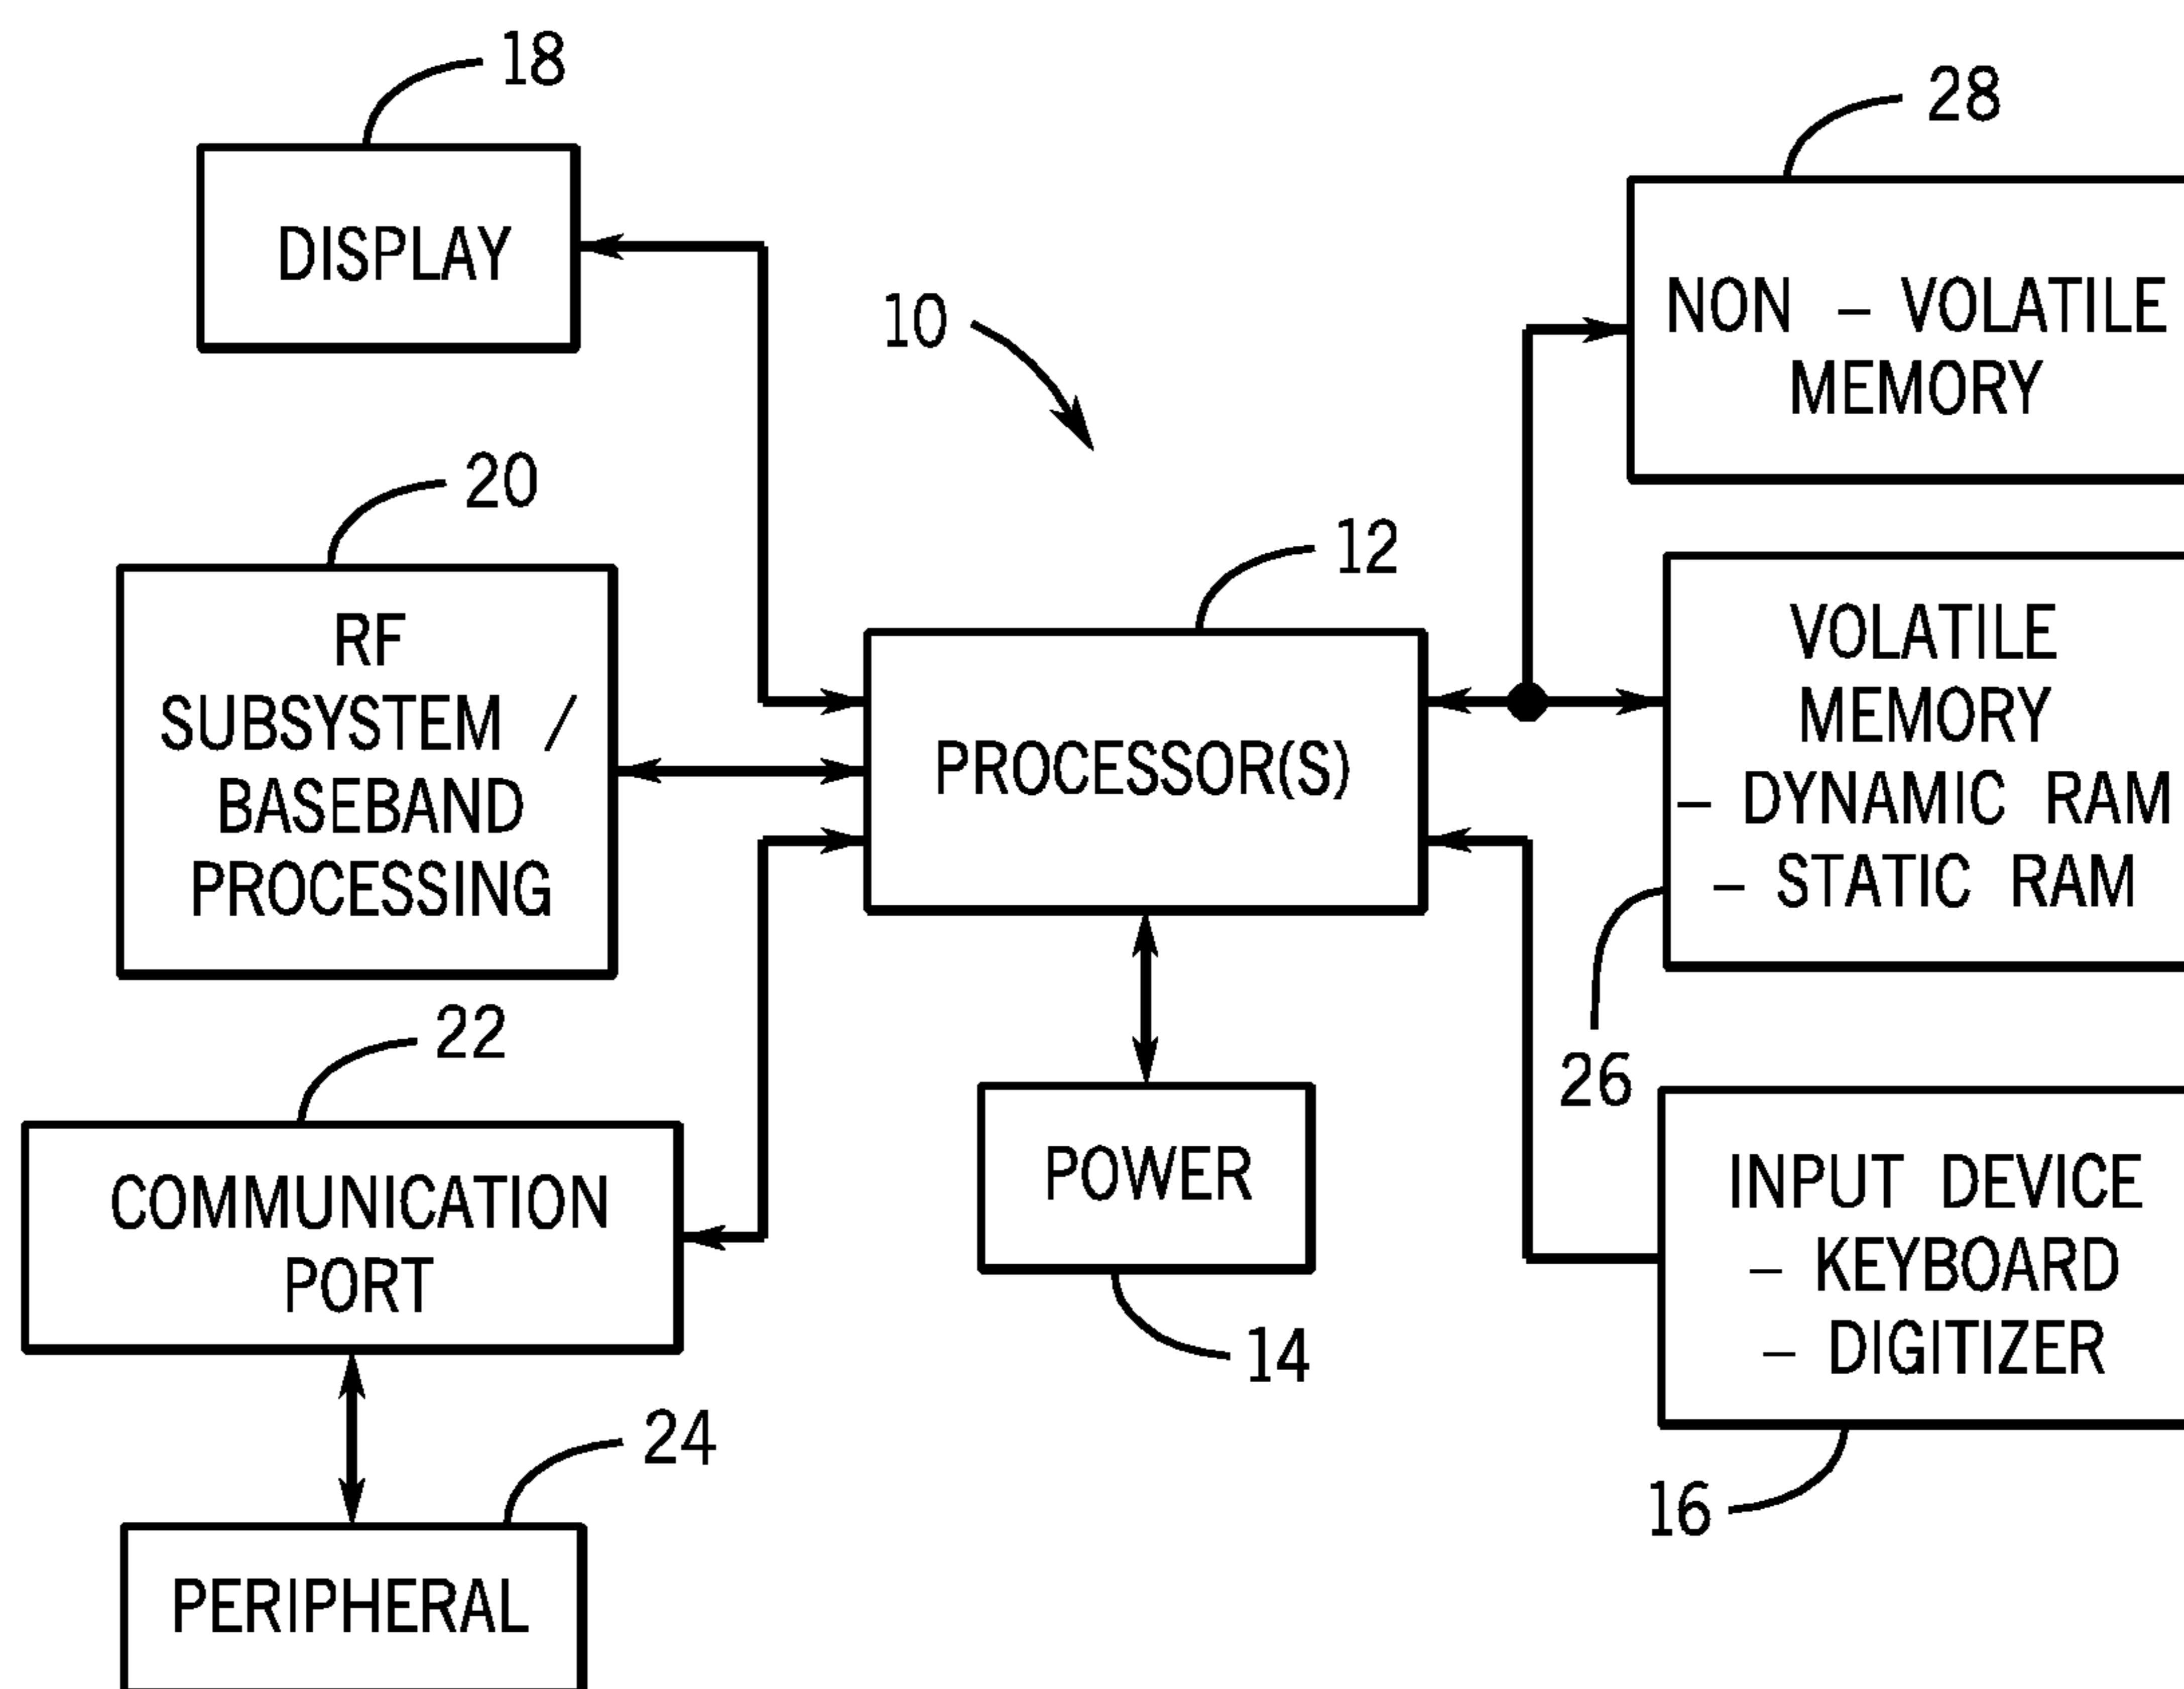 18
DISPLAY
10
28
NON – VOLATILE
MEMORY
20
RF
SUBSYSTEM /
BASEBAND
PROCESSING
12
PROCESSOR(S)
VOLATILE
MEMORY
– DYNAMIC RAM
– STATIC RAM
26
22
COMMUNICATION
PORT
POWER
14
INPUT DEVICE
– KEYBOARD
– DIGITIZER
16
24
PERIPHERAL